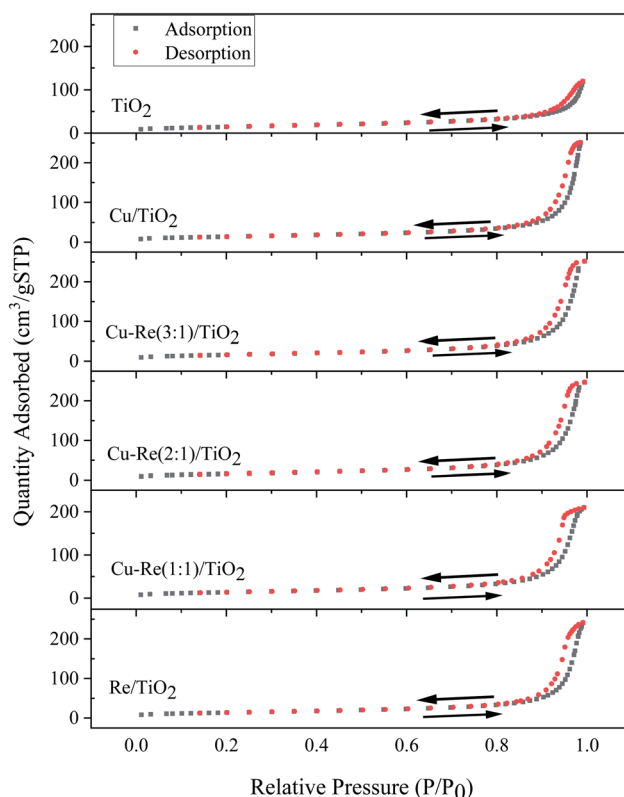 Adsorption
Desorption
200
100
0
TiO2
200
100
0
Cu/TiO2
200
100
0
Cu-Re(3:1)/TiO2
200
100
0
Cu-Re(2:1)/TiO2
200
100
0
Cu-Re(1:1)/TiO2
200
100
0
Re/TiO2
Quantity Adsorbed (cm³/gSTP)
0.0 0.2 0.4 0.6 0.8 1.0
Relative Pressure (P/P0)